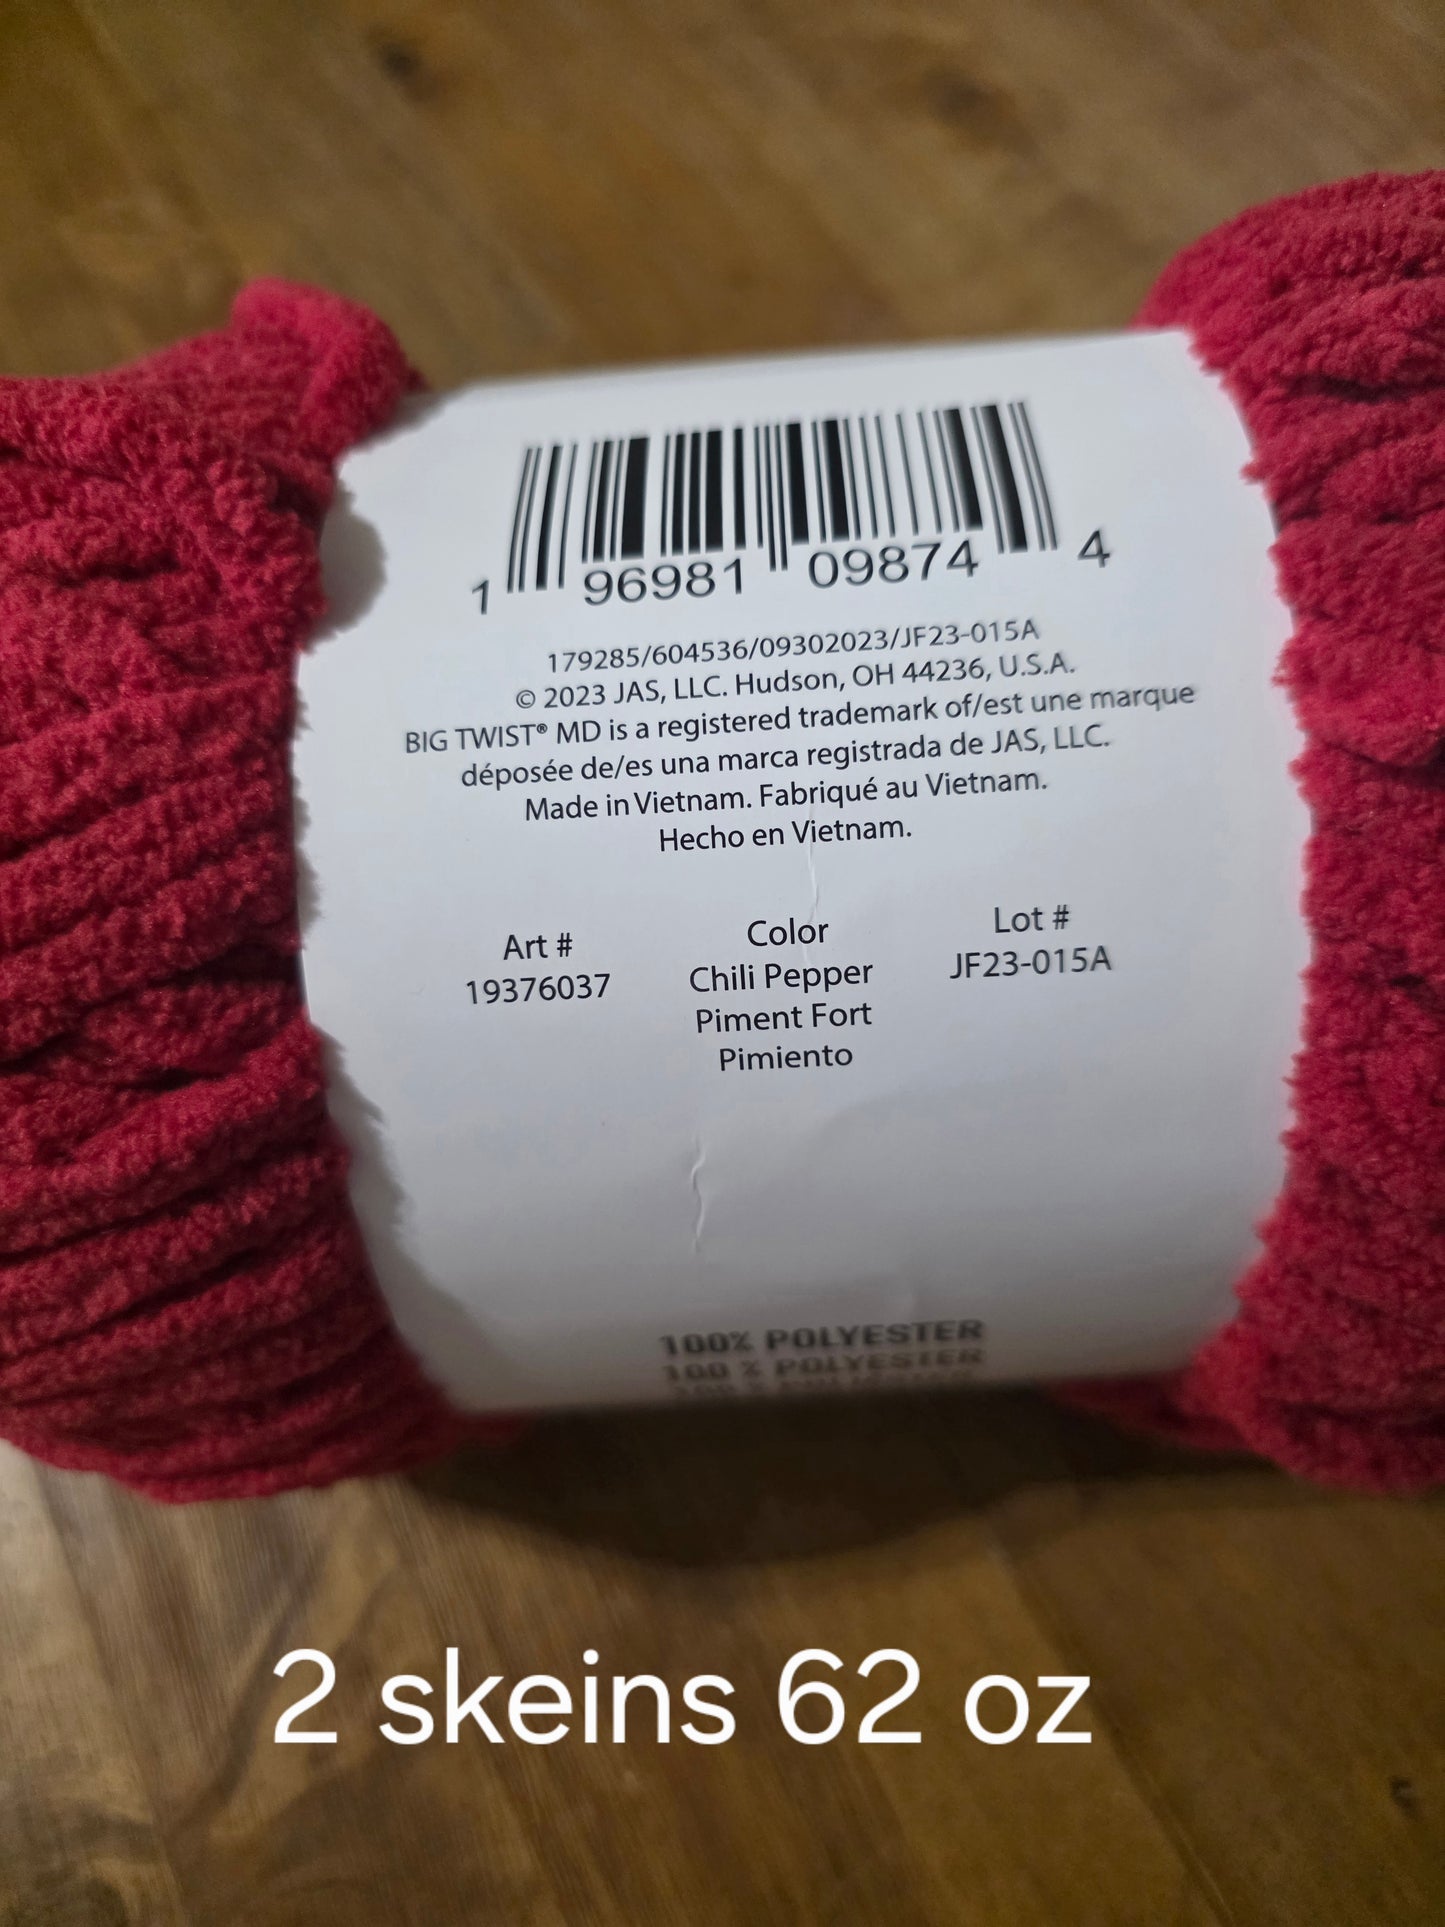 1 96981 09874 4
179285/604536/09302023/JF23-015A
© 2023 JAS, LLC. Hudson, OH 44236, U.S.A.
BIG TWIST® MD is a registered trademark of/est une marque
déposée de/es una marca registrada de JAS, LLC.
Made in Vietnam. Fabriqué au Vietnam.
Hecho en Vietnam.
Art # Color Lot #
19376037 Chili Pepper JF23-015A
Piment Fort
Pimiento
100% POLYESTER
100 % POLYESTER
100 % POLIÉSTER
2 skeins 62 oz